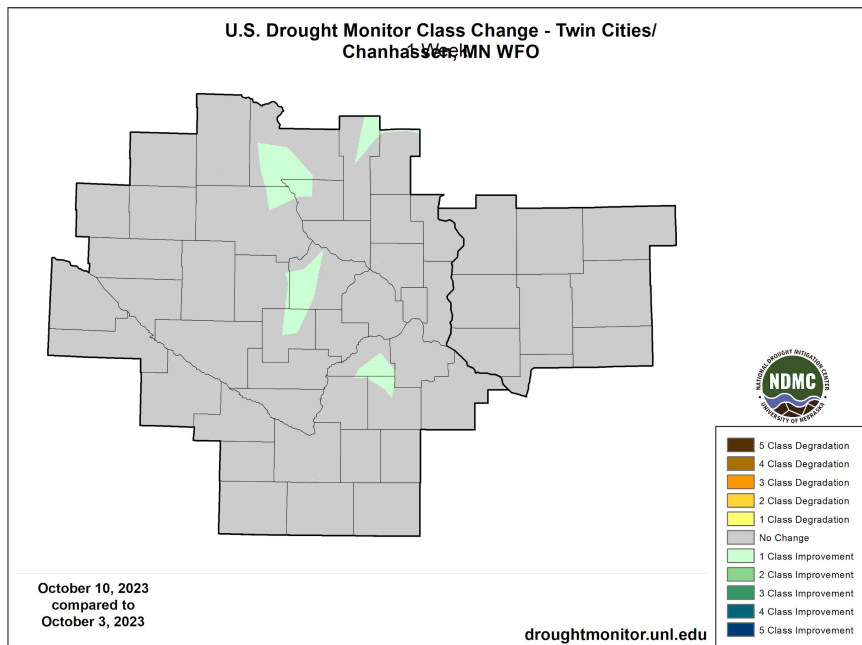 U.S. Drought Monitor Class Change - Twin Cities/
Chanhassen, MN WFO
1 Week
NATIONAL DROUGHT MITIGATION CENTER
NDMC
UNIVERSITY OF NEBRASKA
5 Class Degradation
4 Class Degradation
3 Class Degradation
2 Class Degradation
1 Class Degradation
No Change
1 Class Improvement
2 Class Improvement
3 Class Improvement
4 Class Improvement
5 Class Improvement
October 10, 2023
compared to
October 3, 2023
droughtmonitor.unl.edu